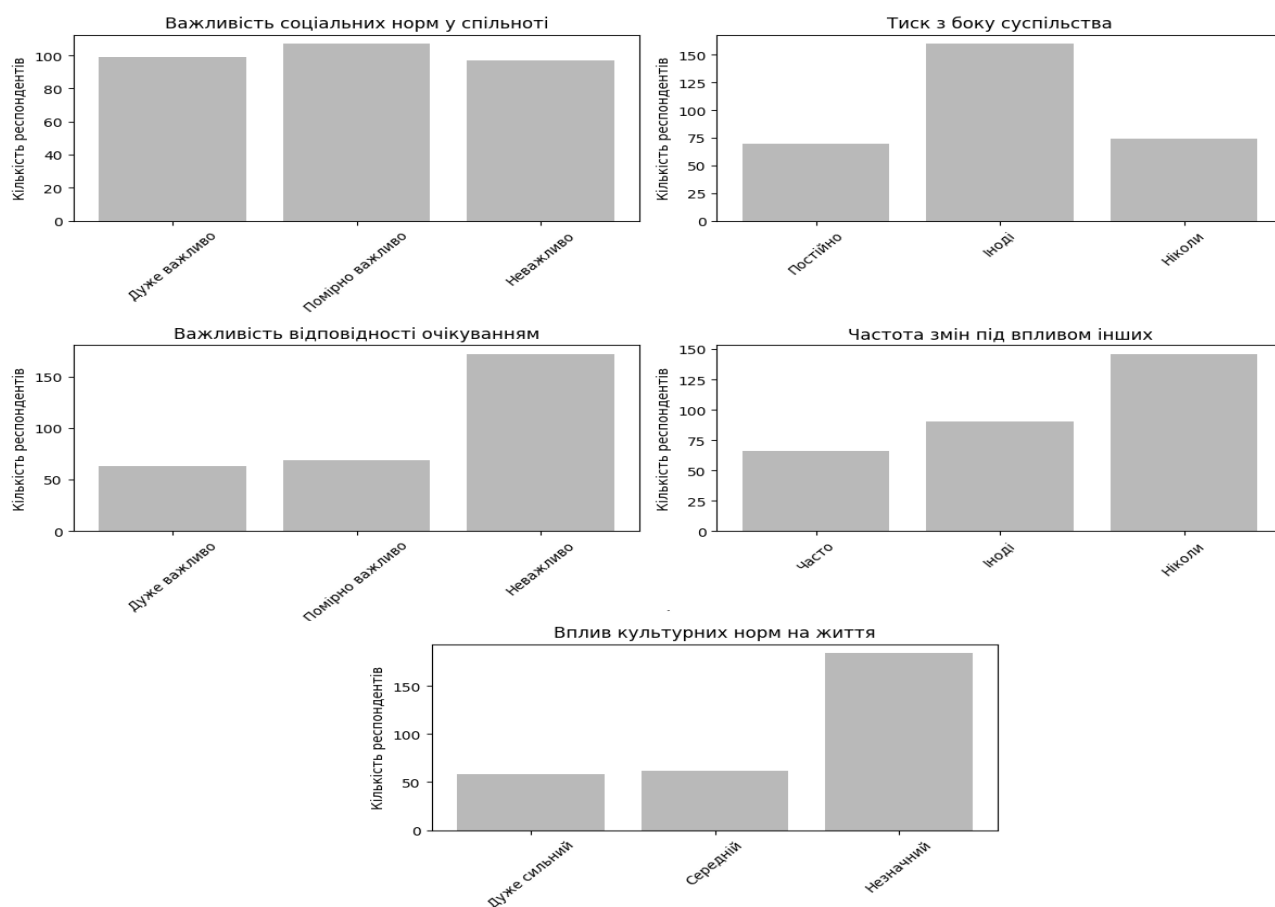 Важливість соціальних норм у спільноті
Кількість респондентів
100
80
60
40
20
0
Дуже важливо
Помірно важливо
Неважливо
Тиск з боку суспільства
Кількість респондентів
150
125
100
75
50
25
0
Постійно
Іноді
Ніколи
Важливість відповідності очікуванням
Кількість респондентів
150
100
50
0
Дуже важливо
Помірно важливо
Неважливо
Частота змін під впливом інших
Кількість респондентів
150
125
100
75
50
25
0
Часто
Іноді
Ніколи
Вплив культурних норм на життя
Кількість респондентів
150
100
50
0
Дуже сильний
Середній
Незначний